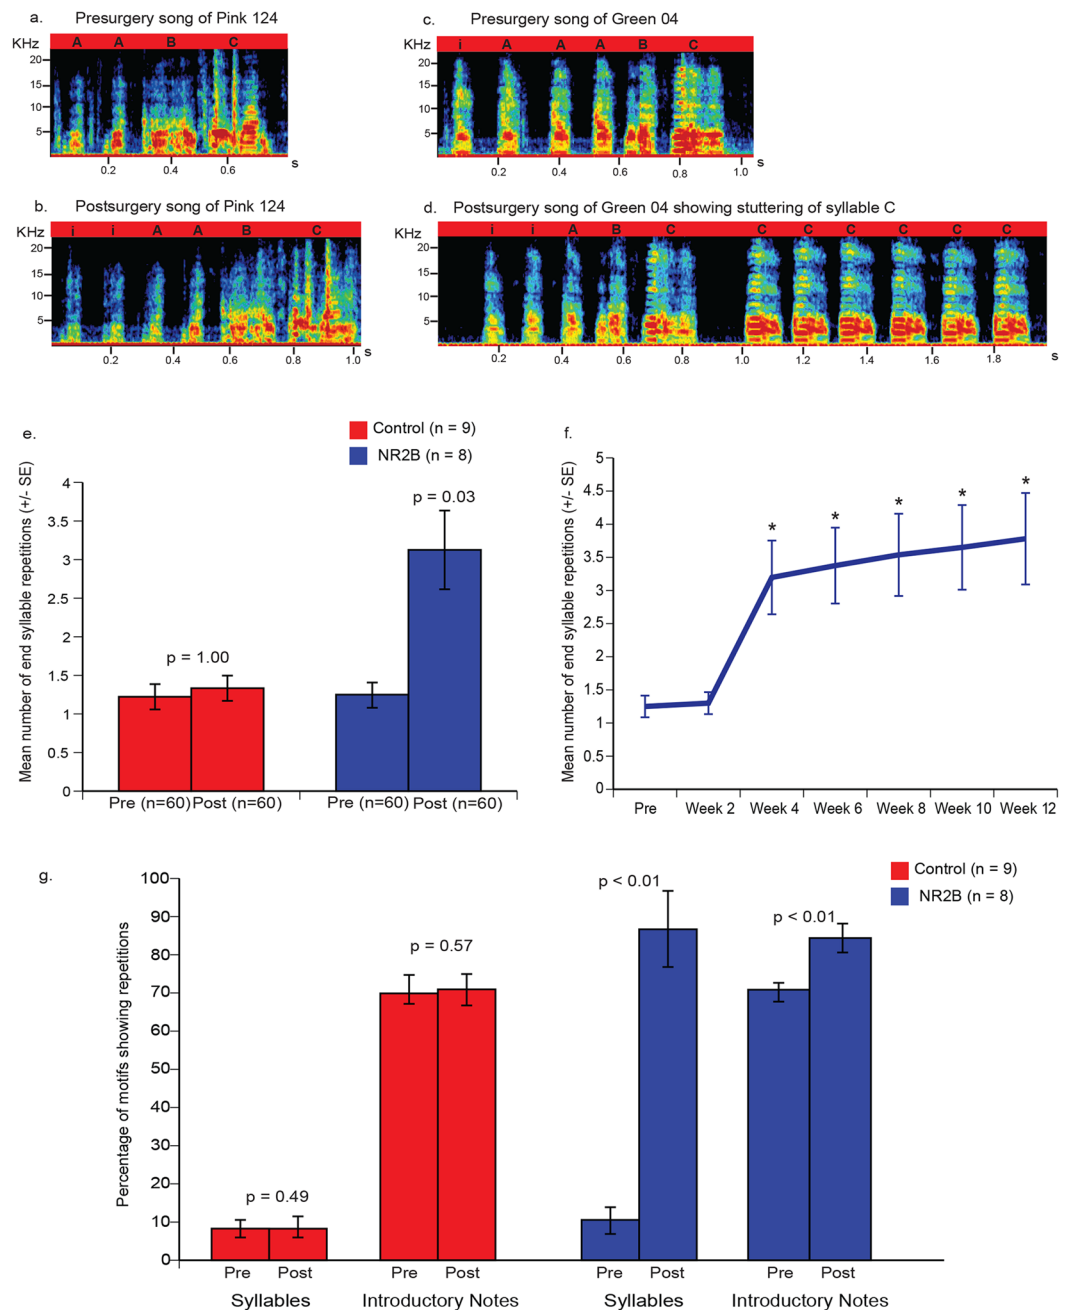 a. Presurgery song of Pink 124
KHz A A B C
20
15
10
5
0.2 0.4 0.6 s
c. Presurgery song of Green 04
KHz i A A A B C
20
15
10
5
0.2 0.4 0.6 0.8 1.0 s
b. Postsurgery song of Pink 124
KHz i i A A B C
20
15
10
5
0.2 0.4 0.6 0.8 1.0 s
d. Postsurgery song of Green 04 showing stuttering of syllable C
KHz i i A B C C C C C C C
20
15
10
5
0.2 0.4 0.6 0.8 1.0 1.2 1.4 1.6 1.8 s
e.
Control (n = 9)
NR2B (n = 8)
Mean number of end syllable repetitions (+/- SE)
4
3.5
3
2.5
2
1.5
1
0.5
0
p = 1.00
p = 0.03
Pre (n=60) Post (n=60) Pre (n=60) Post (n=60)
f.
Mean number of end syllable repetitions (+/- SE)
5
4.5
4
3.5
3
2.5
2
1.5
1
0.5
0
* * * * *
Pre Week 2 Week 4 Week 6 Week 8 Week 10 Week 12
g.
Control (n = 9)
NR2B (n = 8)
Percentage of motifs showing repetitions
100
90
80
70
60
50
40
30
20
10
0
p = 0.49
p = 0.57
p < 0.01
p < 0.01
Pre Post Pre Post Pre Post Pre Post
Syllables Introductory Notes Syllables Introductory Notes